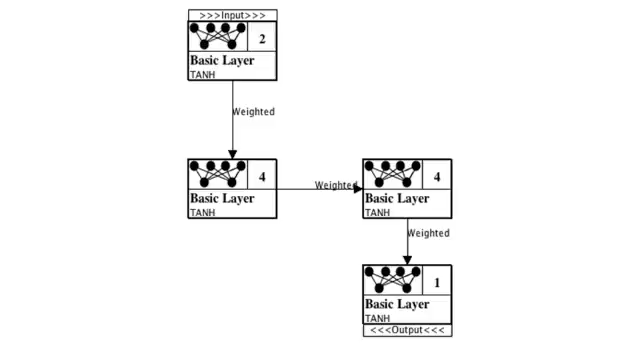 >>>Input>>>
2
Basic Layer
TANH
Weighted
4
Basic Layer
TANH
Weighted
4
Basic Layer
TANH
Weighted
1
Basic Layer
TANH
<<<Output<<<